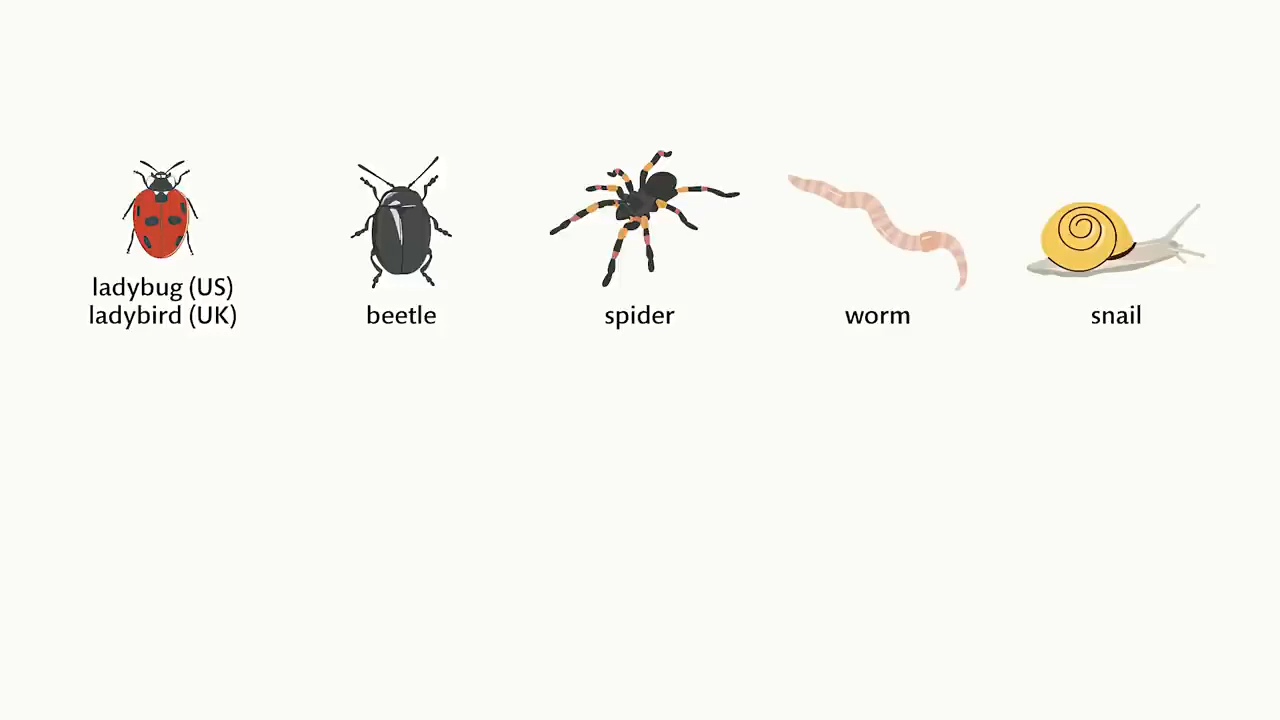 ladybug (US)
ladybird (UK)
beetle
spider
worm
snail